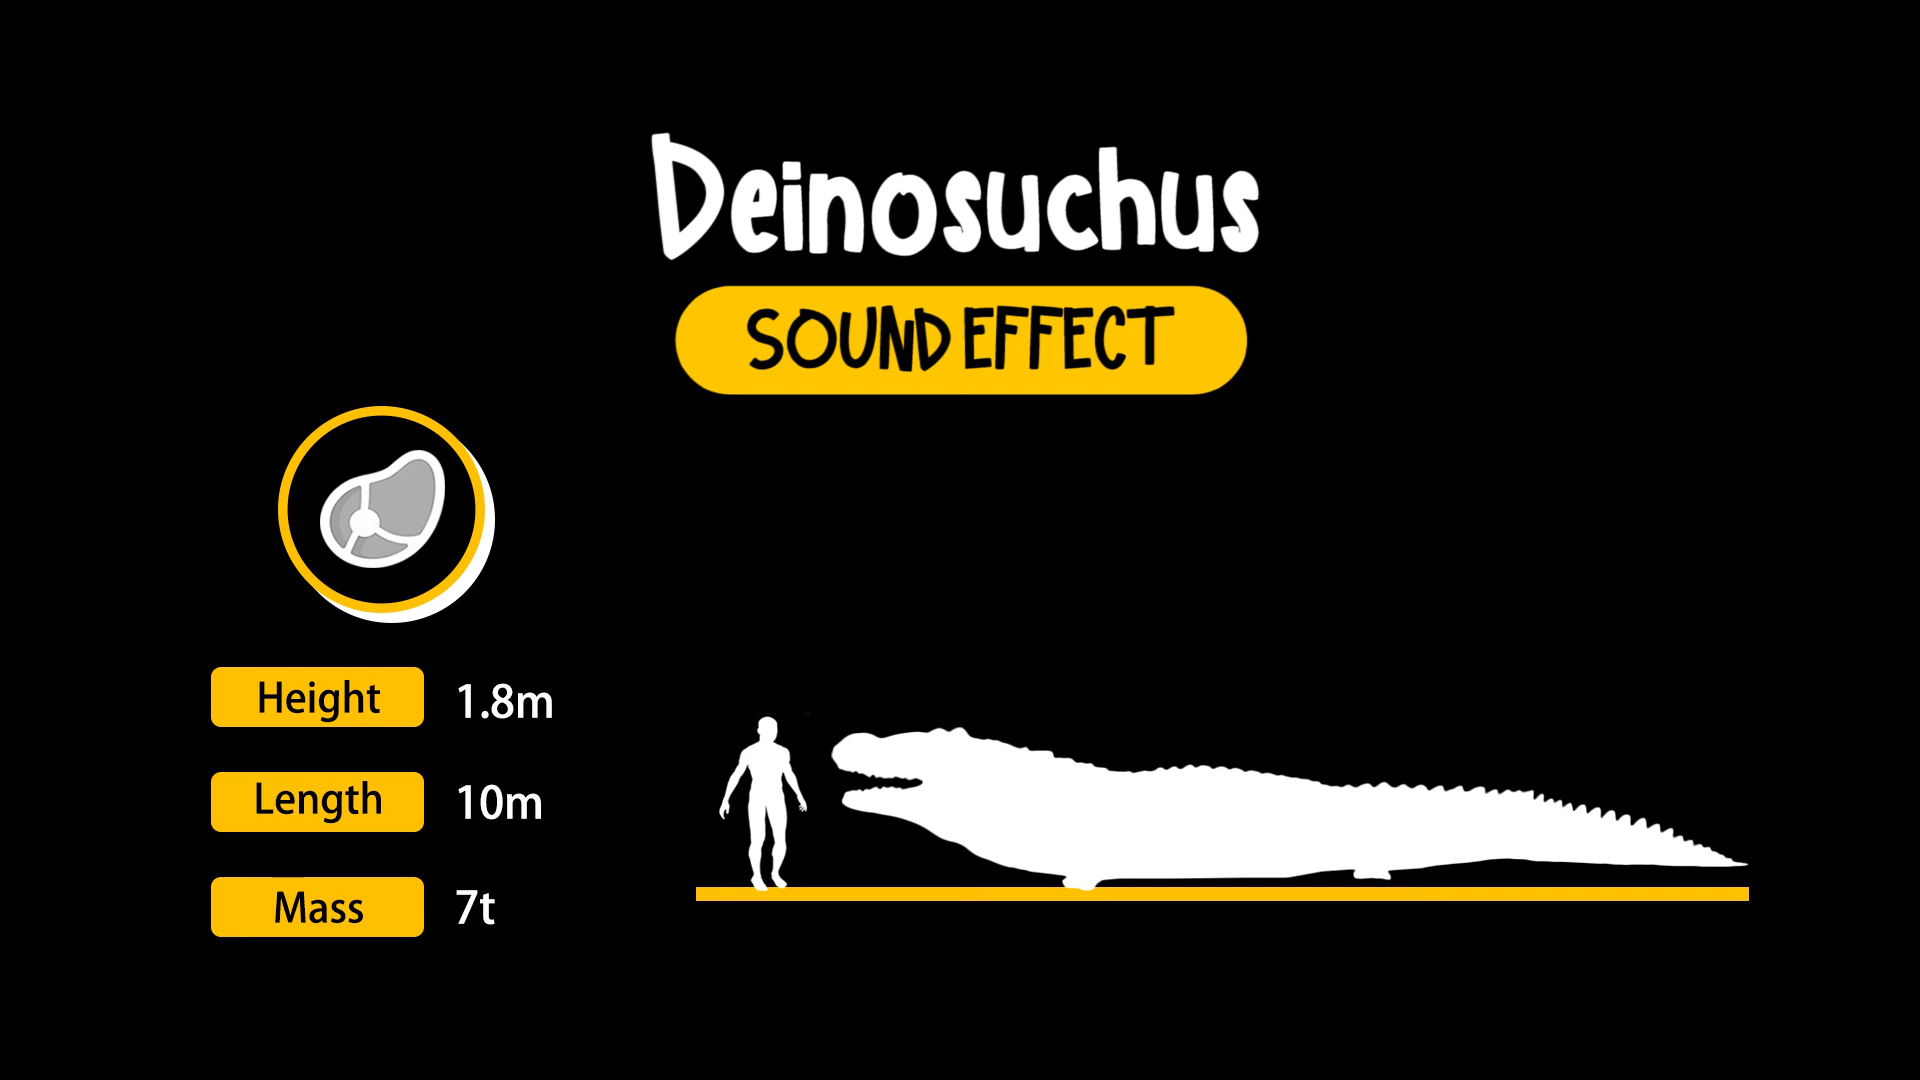 Deinosuchus
SOUND EFFECT
Height 1.8m
Length 10m
Mass 7t